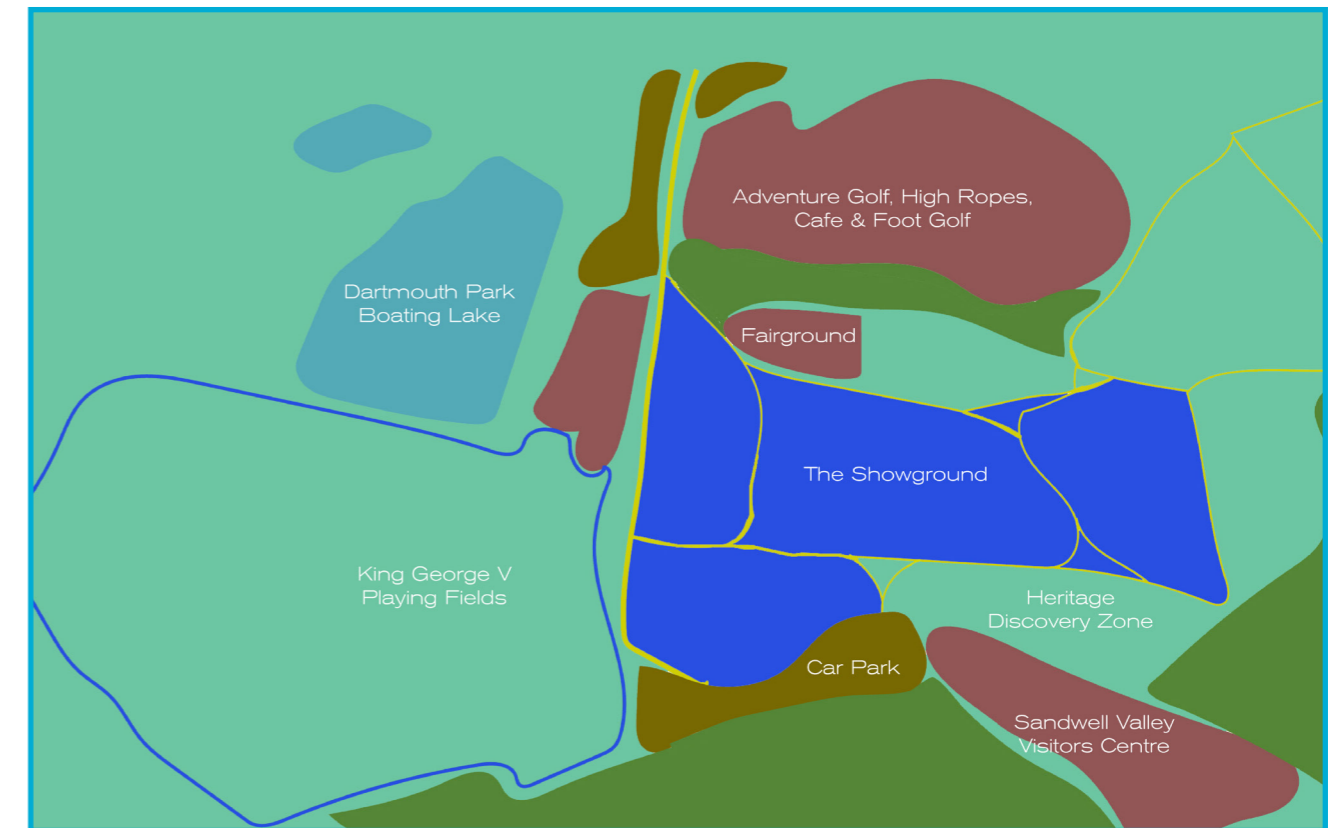 Adventure Golf, High Ropes,
Cafe & Foot Golf
Dartmouth Park
Boating Lake
Fairground
The Showground
King George V
Playing Fields
Heritage
Discovery Zone
Car Park
Sandwell Valley
Visitors Centre